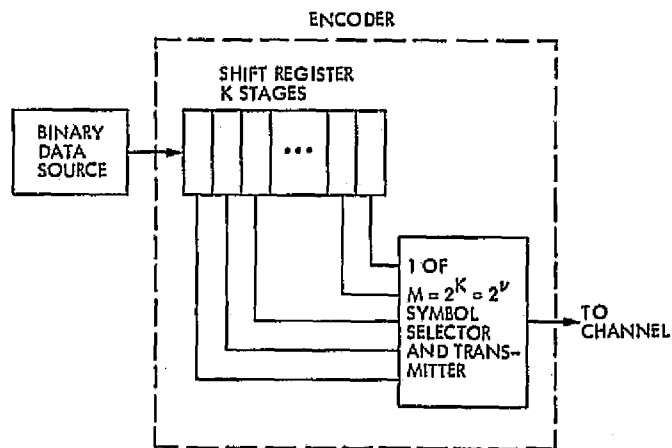 ENCODER
SHIFT REGISTER
K STAGES
BINARY
DATA
SOURCE
•••
1 OF
M = 2^K = 2^ν
SYMBOL
SELECTOR
AND TRANS-
MITTER
TO
CHANNEL